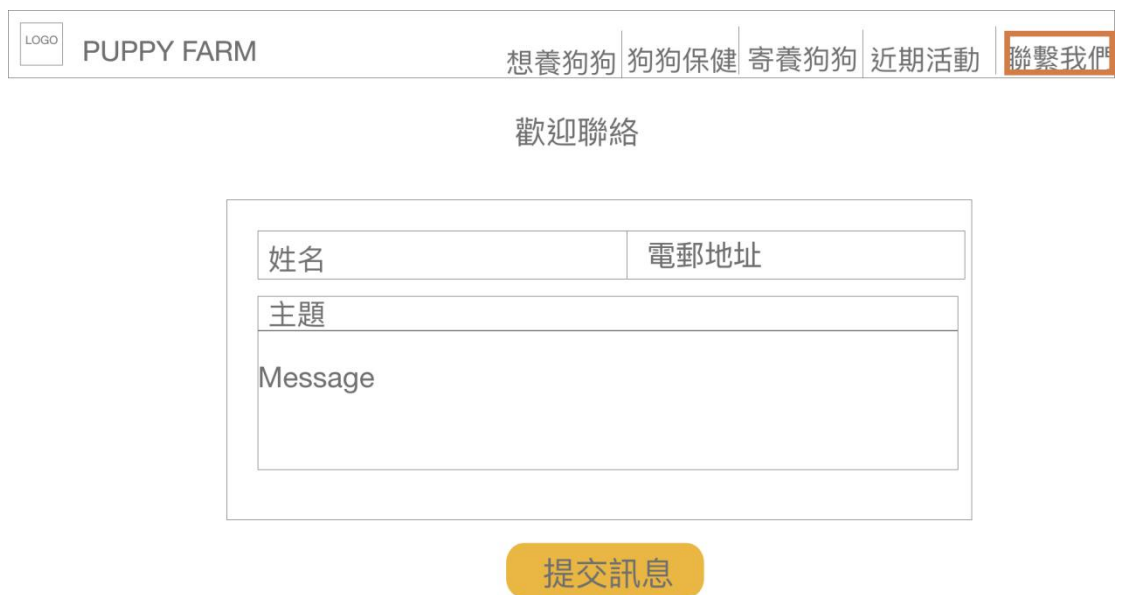 LOGO PUPPY FARM 想養狗狗 狗狗保健 寄養狗狗 近期活動 聯繫我們
歡迎聯絡
姓名 電郵地址
主題
Message
提交訊息